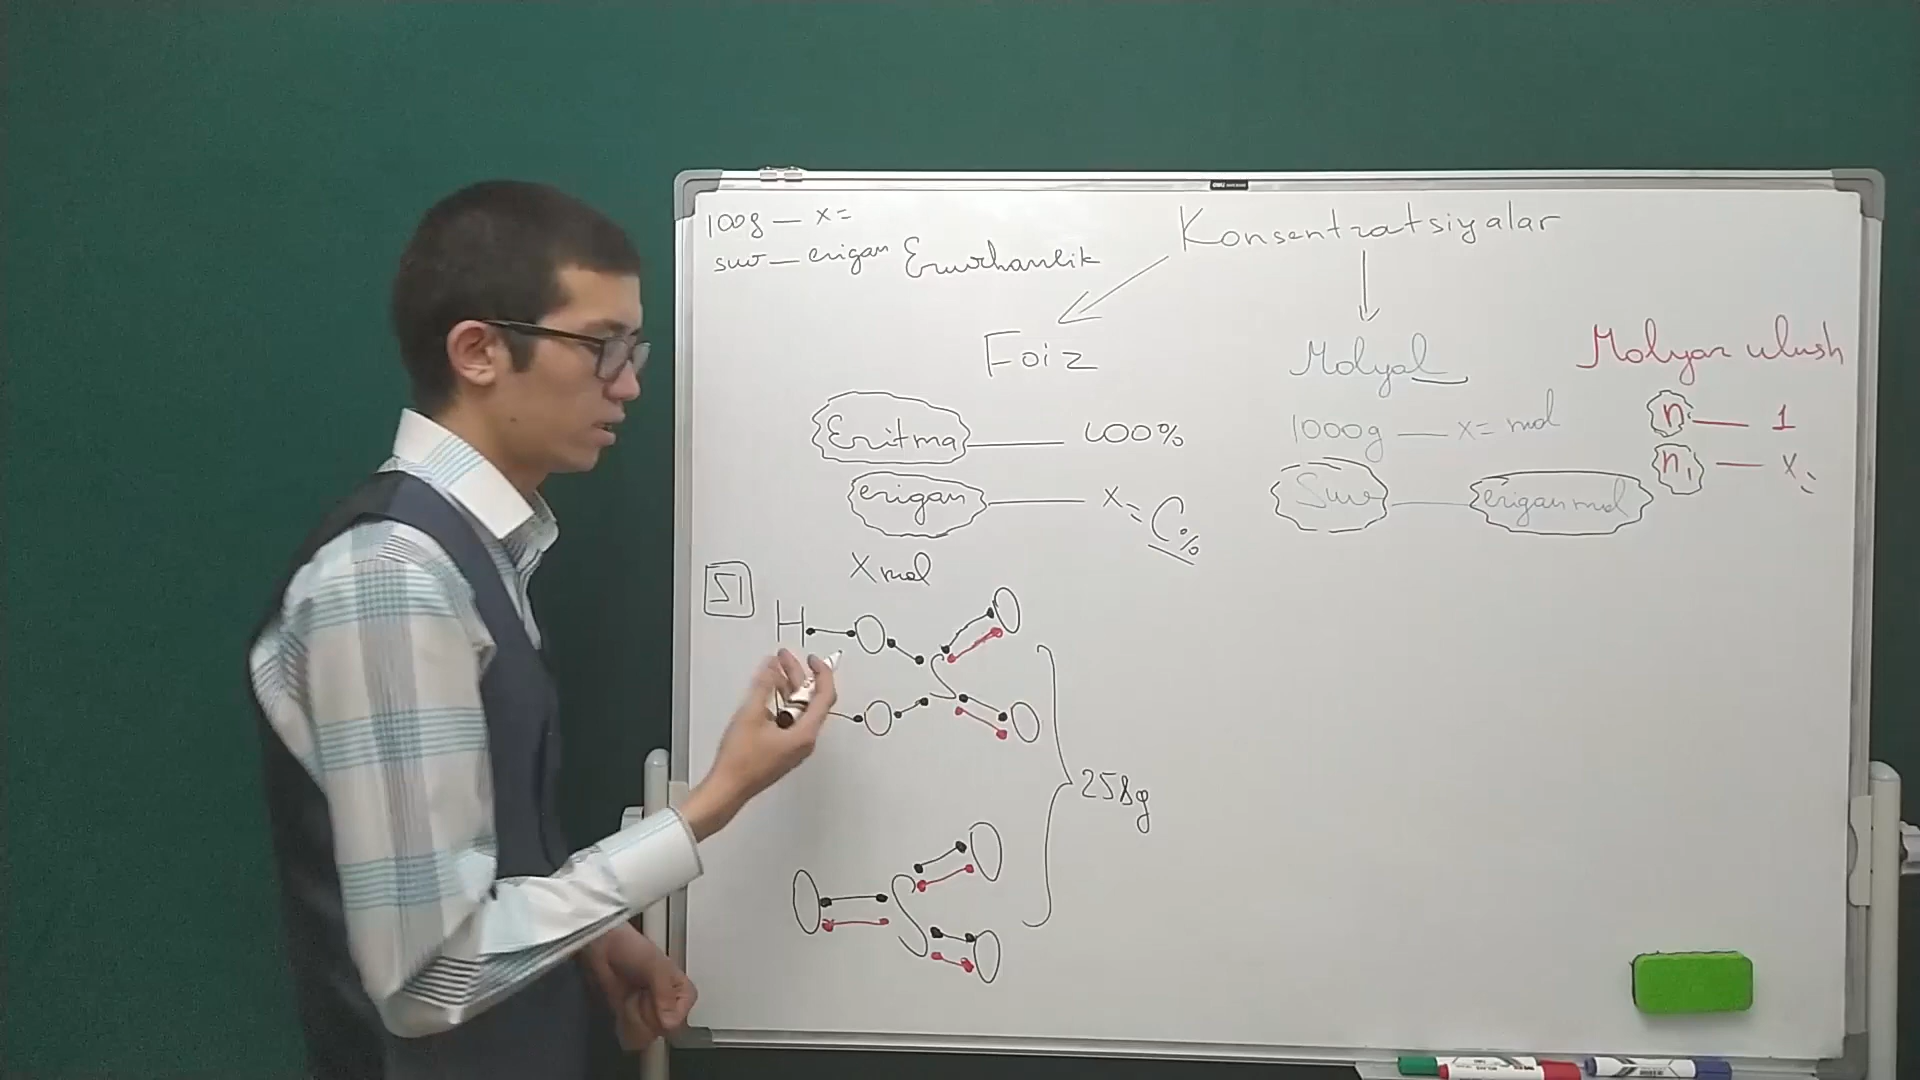 100g — x=
suv — erigan Eruvchanlik
Konsentratsiyalar
Foiz
Eritma — 100%
erigan — x= C%
Molyal
1000g — x= mol
Suv — erigan mol
Molyar ulush
n — 1
n₁ — x=
21
X mol
H O S O
O O
258g
O S O
O